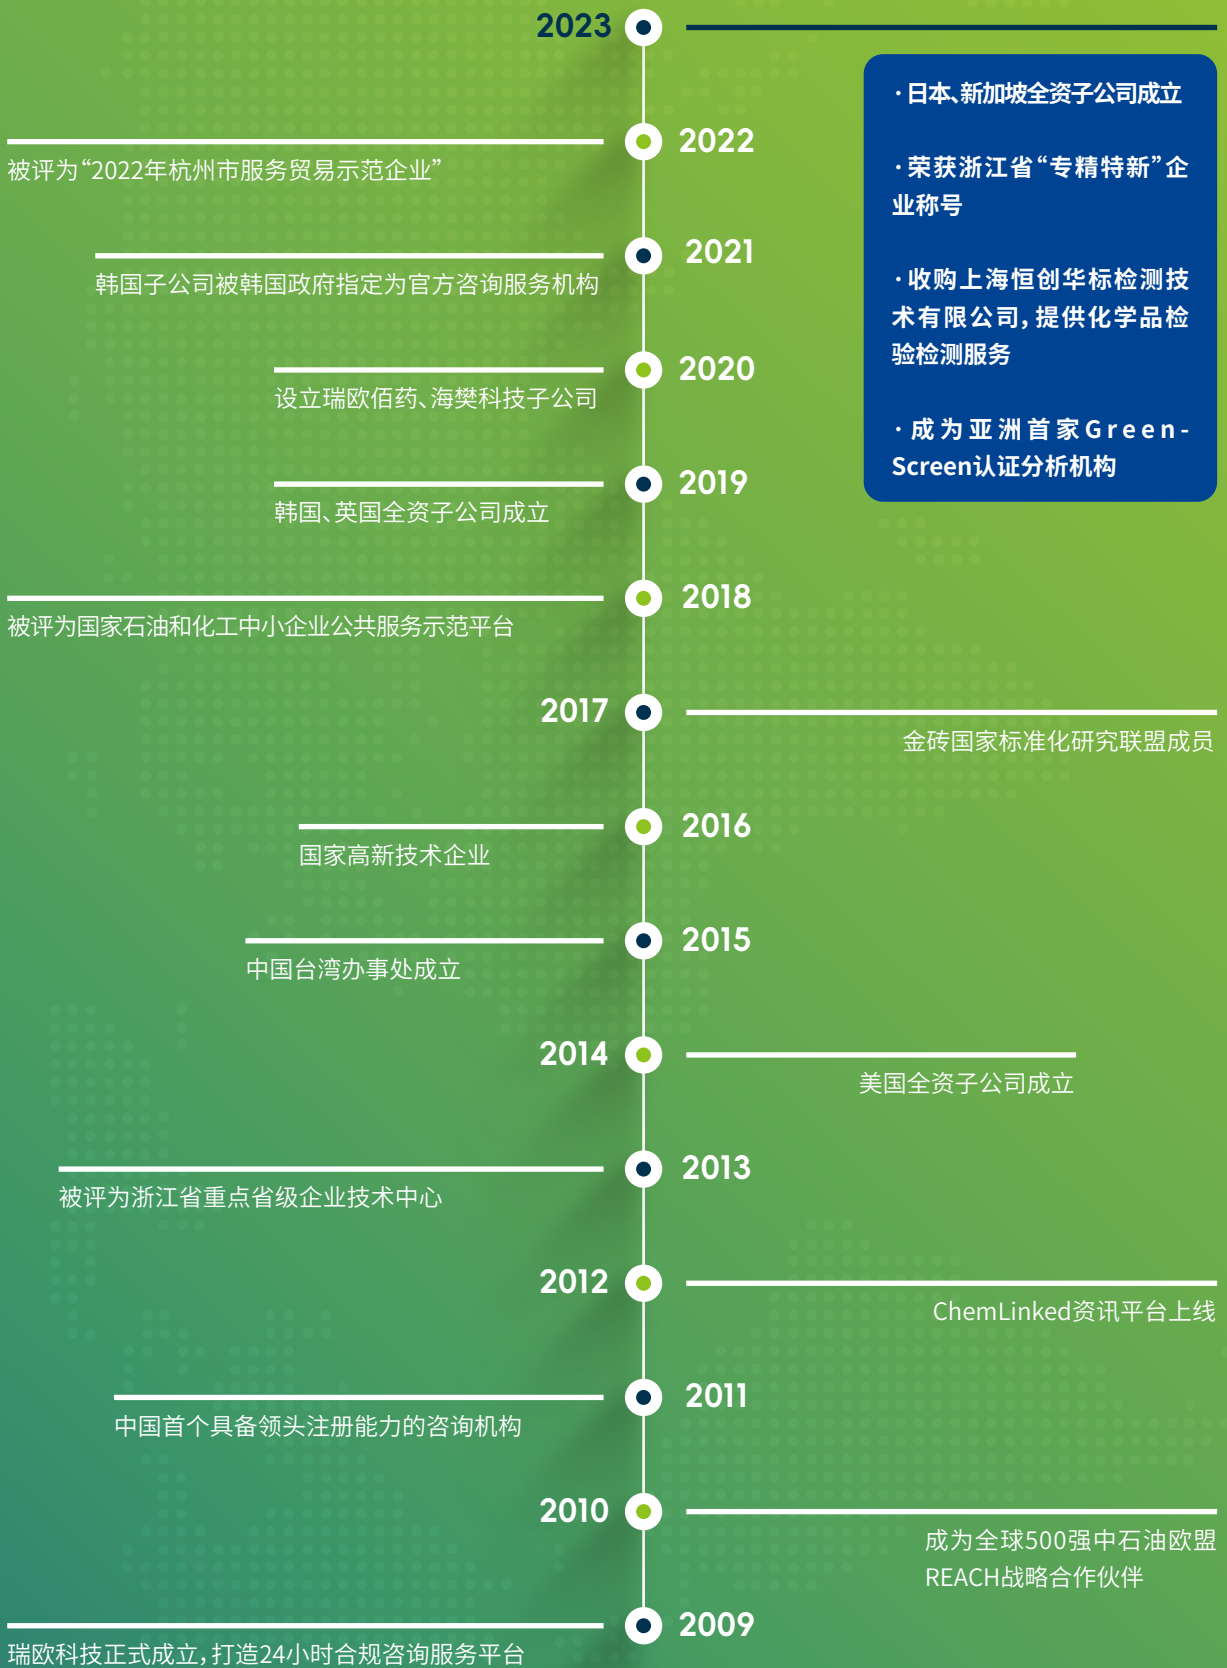 2023
·日本、新加坡全资子公司成立
·荣获浙江省“专精特新”企
业称号
·收购上海恒创华标检测技
术有限公司，提供化学品检
验检测服务
·成为亚洲首家Green-
Screen认证分析机构
2022
被评为“2022年杭州市服务贸易示范企业”
2021
韩国子公司被韩国政府指定为官方咨询服务机构
2020
设立瑞欧佰药、海樊科技子公司
2019
韩国、英国全资子公司成立
2018
被评为国家石油和化工中小企业公共服务示范平台
2017
金砖国家标准化研究联盟成员
2016
国家高新技术企业
2015
中国台湾办事处成立
2014
美国全资子公司成立
2013
被评为浙江省重点省级企业技术中心
2012
ChemLinked资讯平台上线
2011
中国首个具备领头注册能力的咨询机构
2010
成为全球500强中石油欧盟
REACH战略合作伙伴
2009
瑞欧科技正式成立，打造24小时合规咨询服务平台